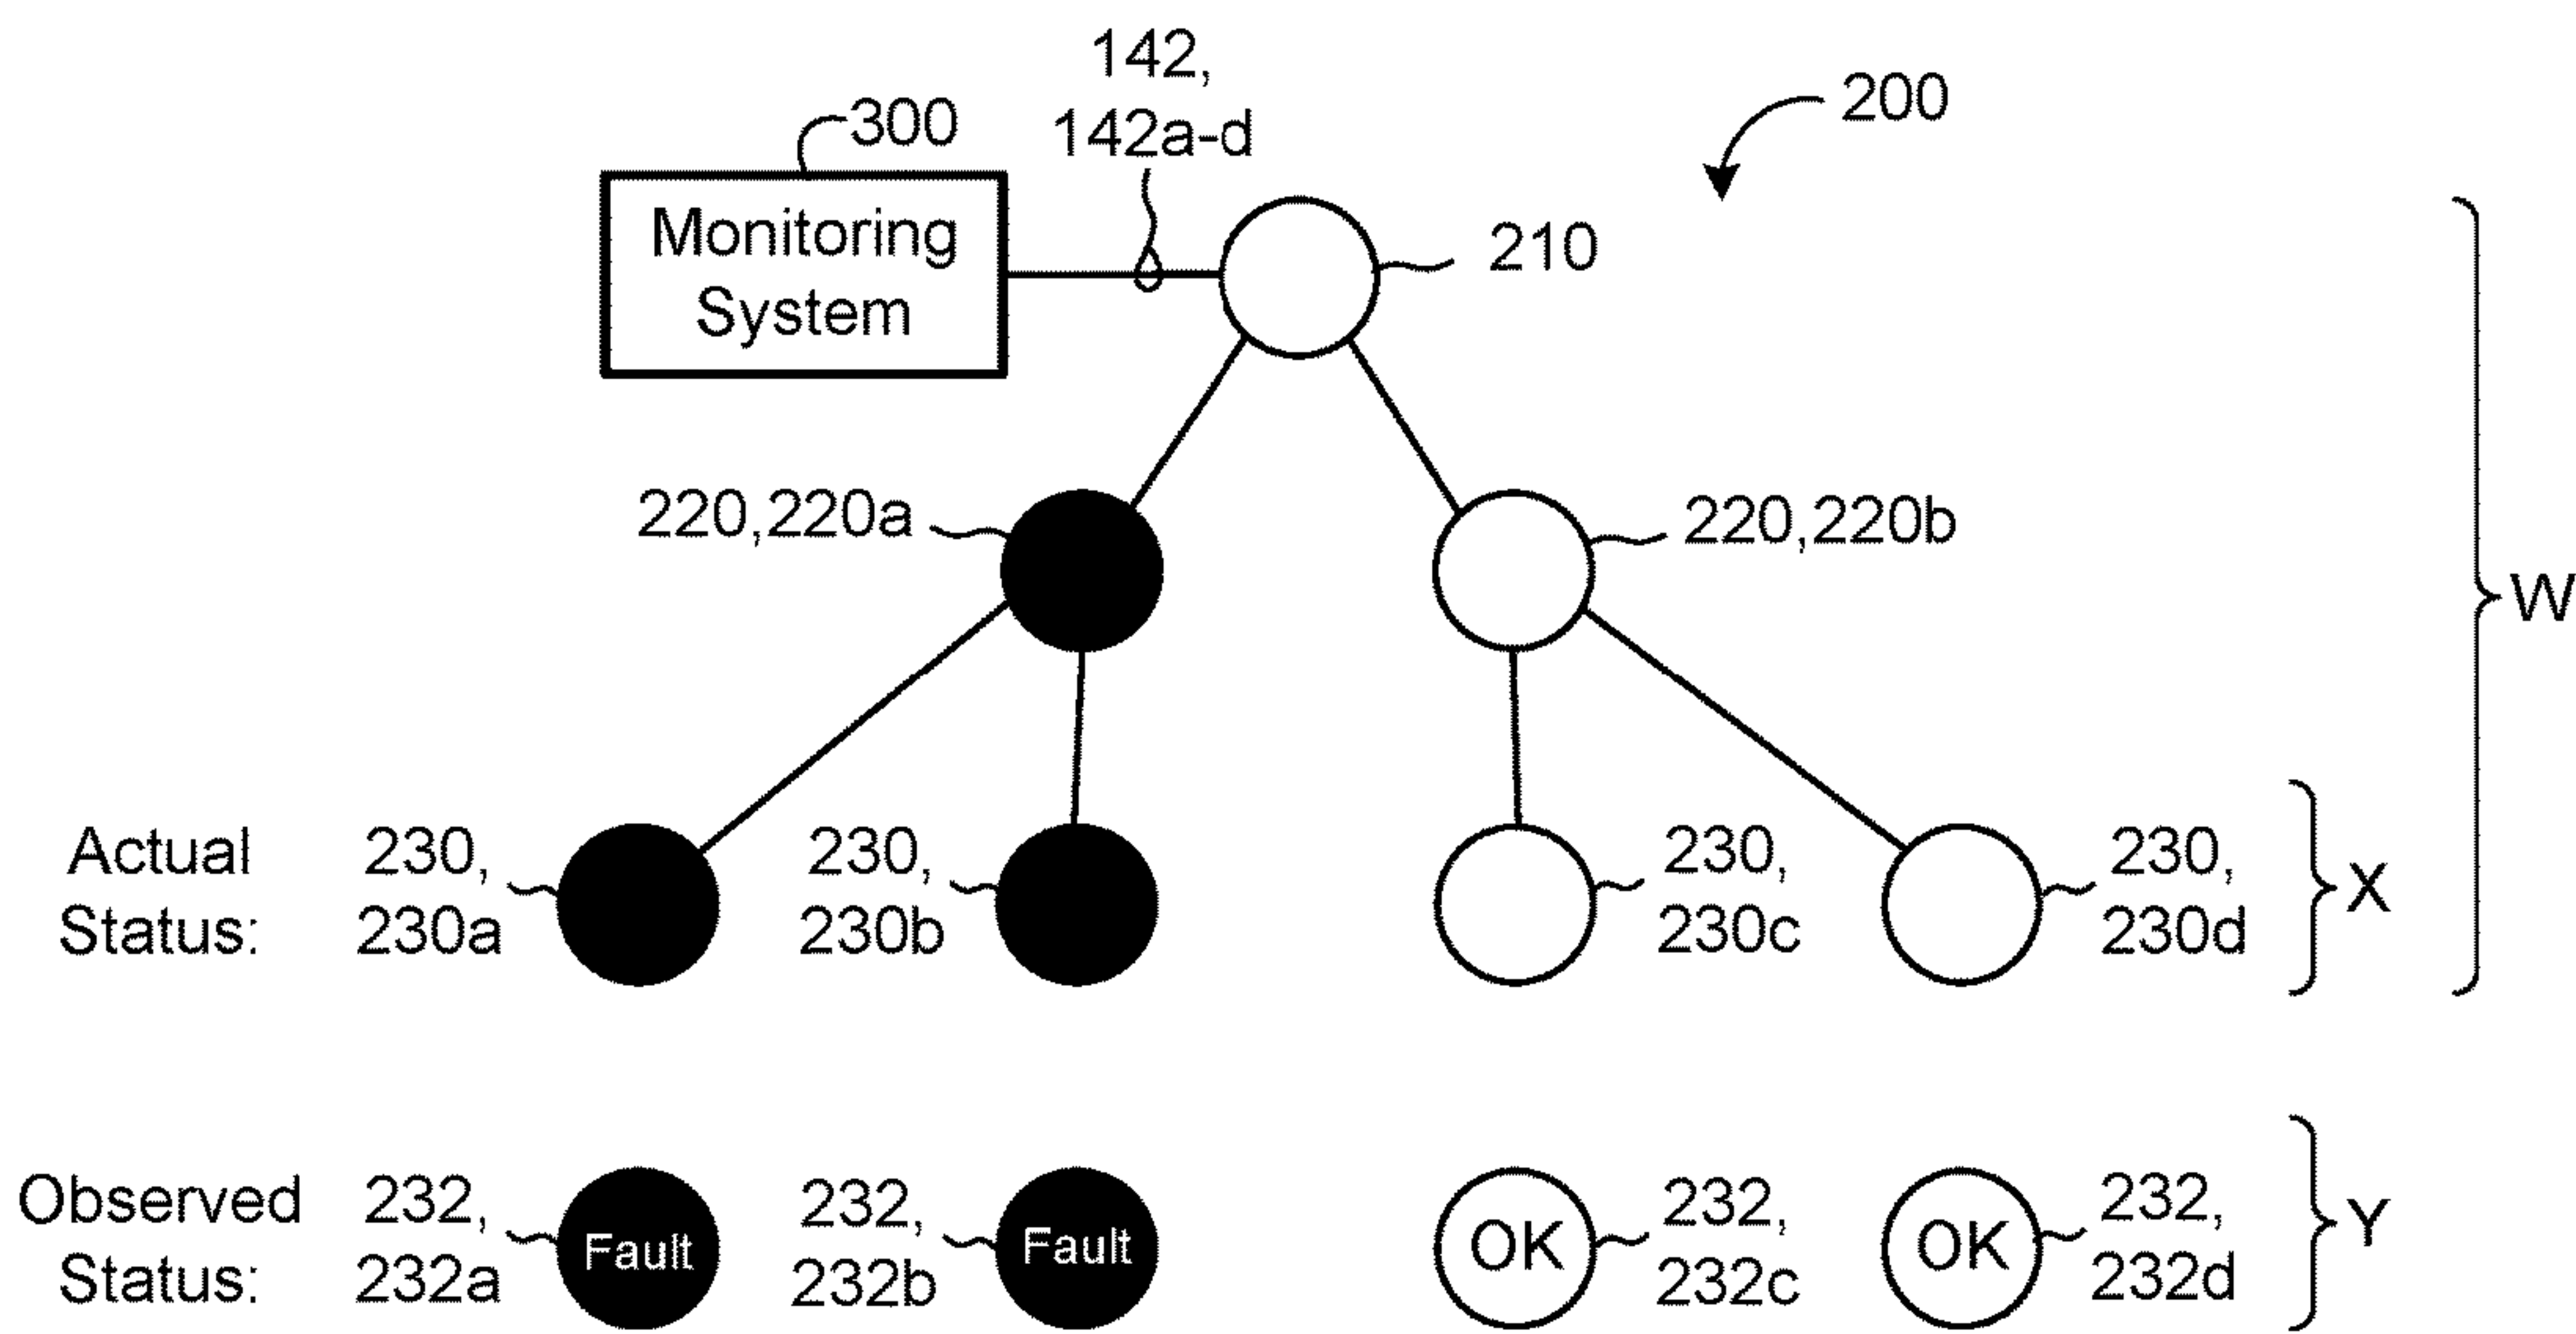 142,
142a-d
300
200
Monitoring
System
210
220,220a
220,220b
W
Actual
Status:
230,
230a
230,
230b
230,
230c
230,
230d
X
Observed
Status:
232,
232a
Fault
232,
232b
Fault
OK
232,
232c
OK
232,
232d
Y